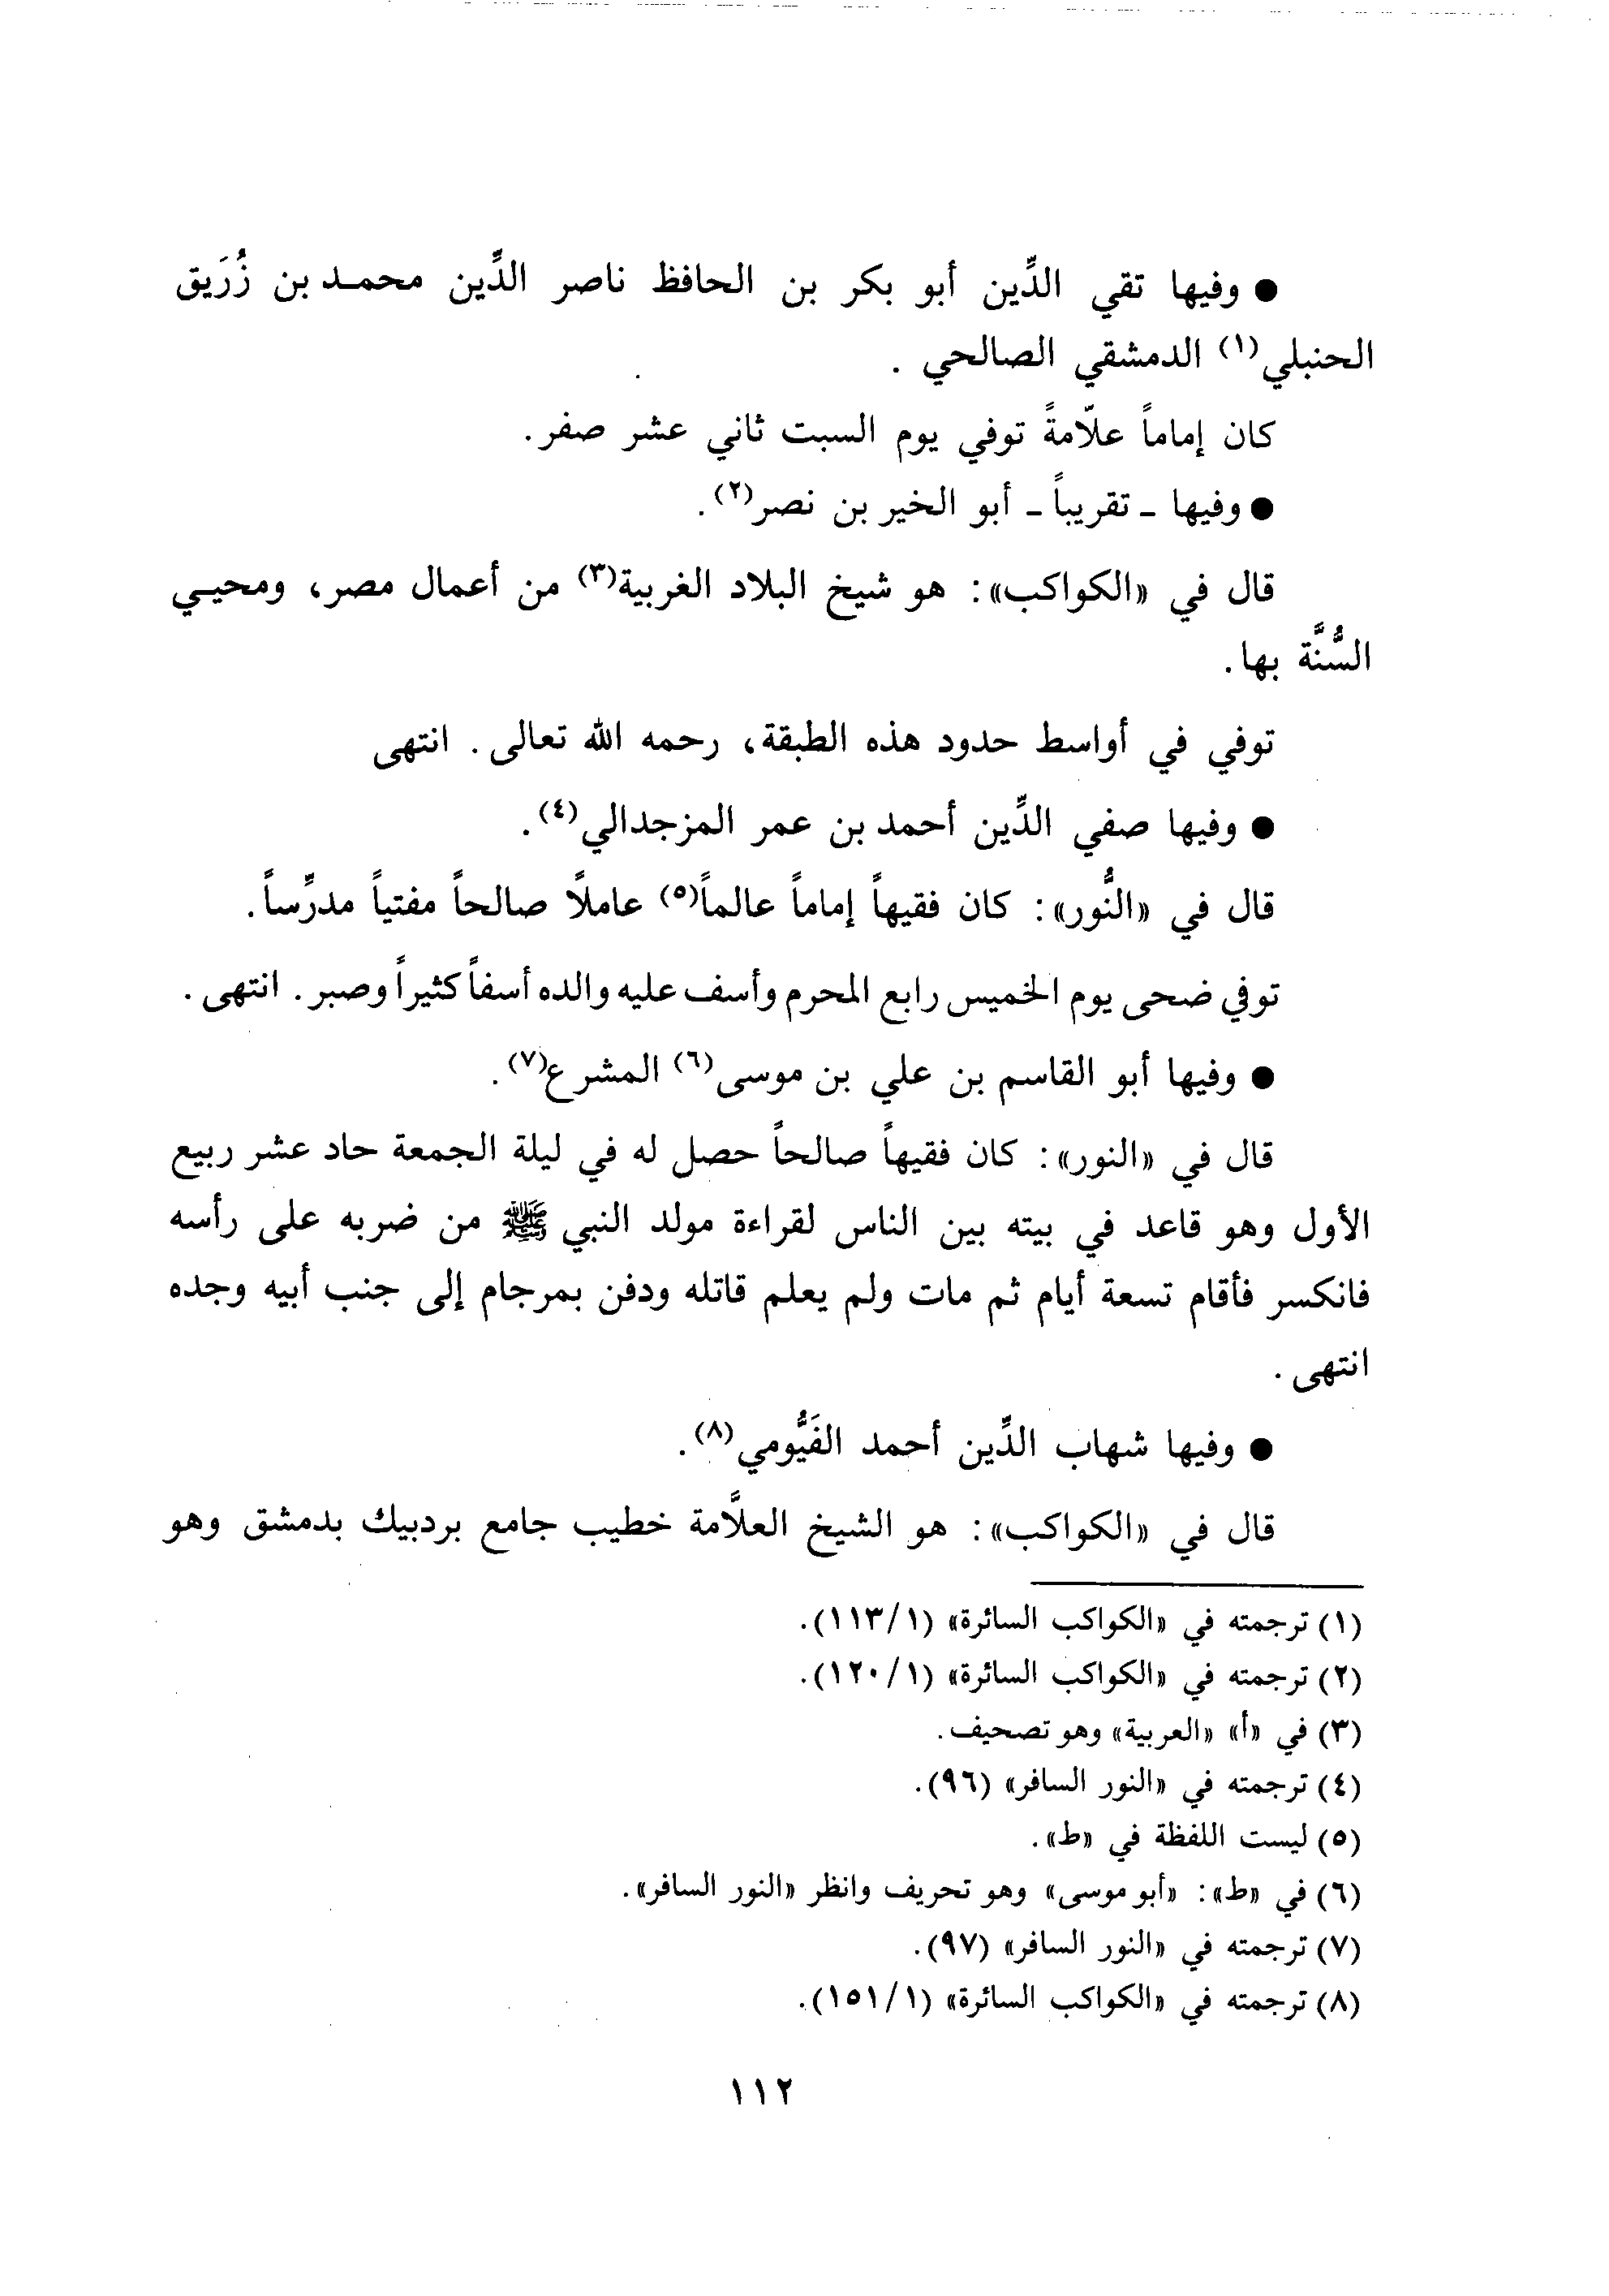 ● وفيها تقي الدِّين أبو بكر بن الحافظ ناصر الدِّين محمـد بن زُرَيق
الحنبلي(١) الدمشقي الصالحي .
كان إماماً علّامةً توفي يوم السبت ثاني عشر صفر.
● وفيها ـ تقريباً ـ أبو الخير بن نصر(٢).
قال في «الكواكب»: هو شيخ البلاد الغربية(٣) من أعمال مصر، ومحيـي
السُّنَّة بها.
توفي في أواسط حدود هذه الطبقة، رحمه الله تعالى. انتهى
● وفيها صفي الدِّين أحمد بن عمر المزجدالي(٤).
قال في «النُّور»: كان فقيهاً إماماً عالماً(٥) عاملًا صالحاً مفتياً مدرِّساً.
توفي ضحى يوم الخميس رابع المحرم وأسف عليه والده أسفاً كثيراً وصبر. انتهى.
● وفيها أبو القاسم بن علي بن موسى(٦) المشرع(٧).
قال في «النور»: كان فقيهاً صالحاً حصل له في ليلة الجمعة حاد عشر ربيع
الأول وهو قاعد في بيته بين الناس لقراءة مولد النبي ﷺ من ضربه على رأسه
فانكسر فأقام تسعة أيام ثم مات ولم يعلم قاتله ودفن بمرجام إلى جنب أبيه وجده
انتهى.
● وفيها شهاب الدِّين أحمد الفَيُّومي(٨).
قال في «الكواكب»: هو الشيخ العلَّامة خطيب جامع بردبيك بدمشق وهو
(١) ترجمته في «الكواكب السائرة» (١١٣/١).
(٢) ترجمته في «الكواكب السائرة» (١٢٠/١).
(٣) في «أ» «العربية» وهو تصحيف.
(٤) ترجمته في «النور السافر» (٩٦).
(٥) ليست اللفظة في «ط».
(٦) في «ط»: «أبو موسى» وهو تحريف وانظر «النور السافر».
(٧) ترجمته في «النور السافر» (٩٧).
(٨) ترجمته في «الكواكب السائرة» (١٥١/١).
١١٢